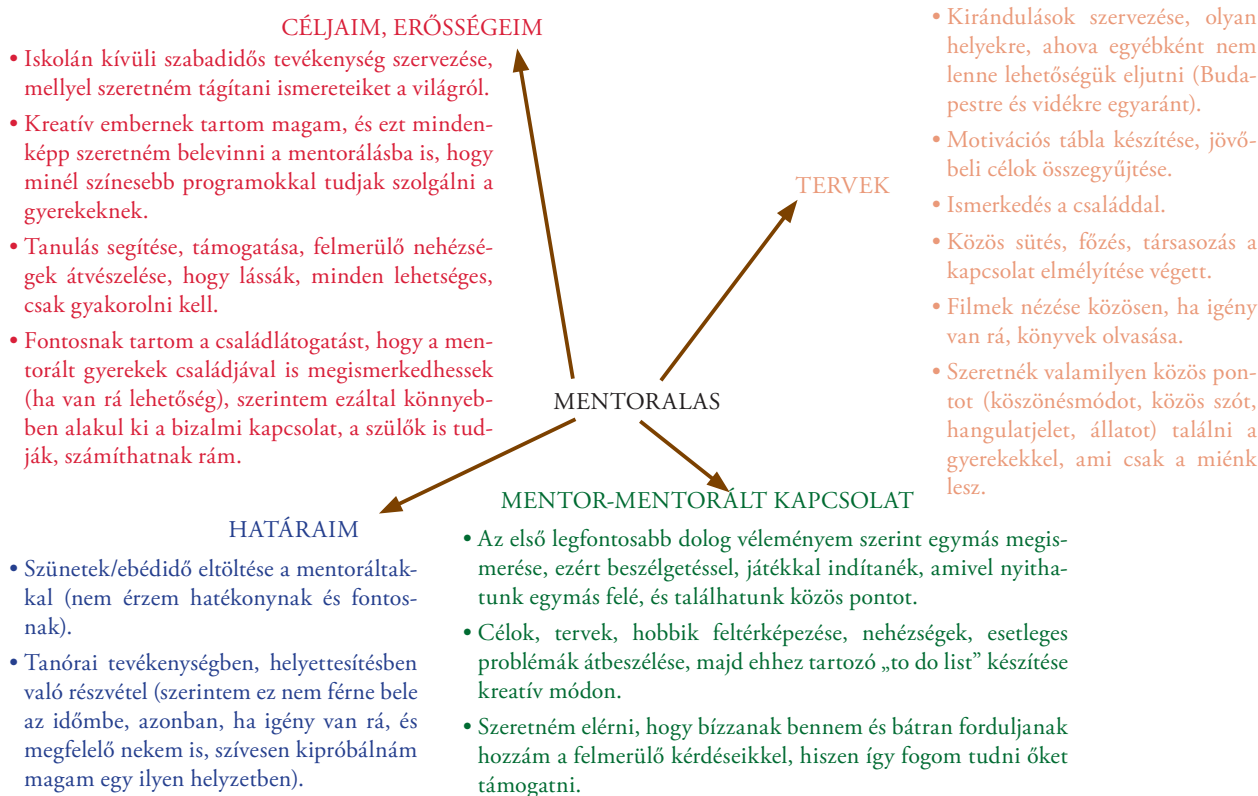 CÉLJAIM, ERŐSSÉGEIM
• Iskolán kívüli szabadidős tevékenység szervezése,
mellyel szeretném tágítani ismereteiket a világról.
• Kreatív embernek tartom magam, és ezt minden-
képp szeretném belevinni a mentorálásba is, hogy
minél színesebb programokkal tudjak szolgálni a
gyerekeknek.
• Tanulás segítése, támogatása, felmerülő nehézsé-
gek átvészelése, hogy lássák, minden lehetséges,
csak gyakorolni kell.
• Fontosnak tartom a családlátogatást, hogy a men-
torált gyerekek családjával is megismerkedhessek
(ha van rá lehetőség), szerintem ezáltal könnyeb-
ben alakul ki a bizalmi kapcsolat, a szülők is tud-
ják, számíthatnak rám.
TERVEK
• Kirándulások szervezése, olyan
helyekre, ahova egyébként nem
lenne lehetőségük eljutni (Buda-
pestre és vidékre egyaránt).
• Motivációs tábla készítése, jövő-
beli célok összegyűjtése.
• Ismerkedés a családdal.
• Közös sütés, főzés, társasozás a
kapcsolat elmélyítése végett.
• Filmek nézése közösen, ha igény
van rá, könyvek olvasása.
• Szeretnék valamilyen közös pon-
tot (köszönésmódot, közös szót,
hangulatjelet, állatot) találni a
gyerekekkel, ami csak a miénk
lesz.
MENTORALAS
HATÁRAIM
• Szünetek/ebédidő eltöltése a mentoráltak-
kal (nem érzem hatékonynak és fontos-
nak).
• Tanórai tevékenységben, helyettesítésben
való részvétel (szerintem ez nem férne bele
az időmbe, azonban, ha igény van rá, és
megfelelő nekem is, szívesen kipróbálnám
magam egy ilyen helyzetben).
MENTOR-MENTORÁLT KAPCSOLAT
• Az első legfontosabb dolog véleményem szerint egymás megis-
merése, ezért beszélgetéssel, játékkal indítanék, amivel nyitha-
tunk egymás felé, és találhatunk közös pontot.
• Célok, tervek, hobbik feltérképezése, nehézségek, esetleges
problémák átbeszélése, majd ehhez tartozó „to do list” készítése
kreatív módon.
• Szeretném elérni, hogy bízzanak bennem és bátran forduljanak
hozzám a felmerülő kérdéseikkel, hiszen így fogom tudni őket
támogatni.